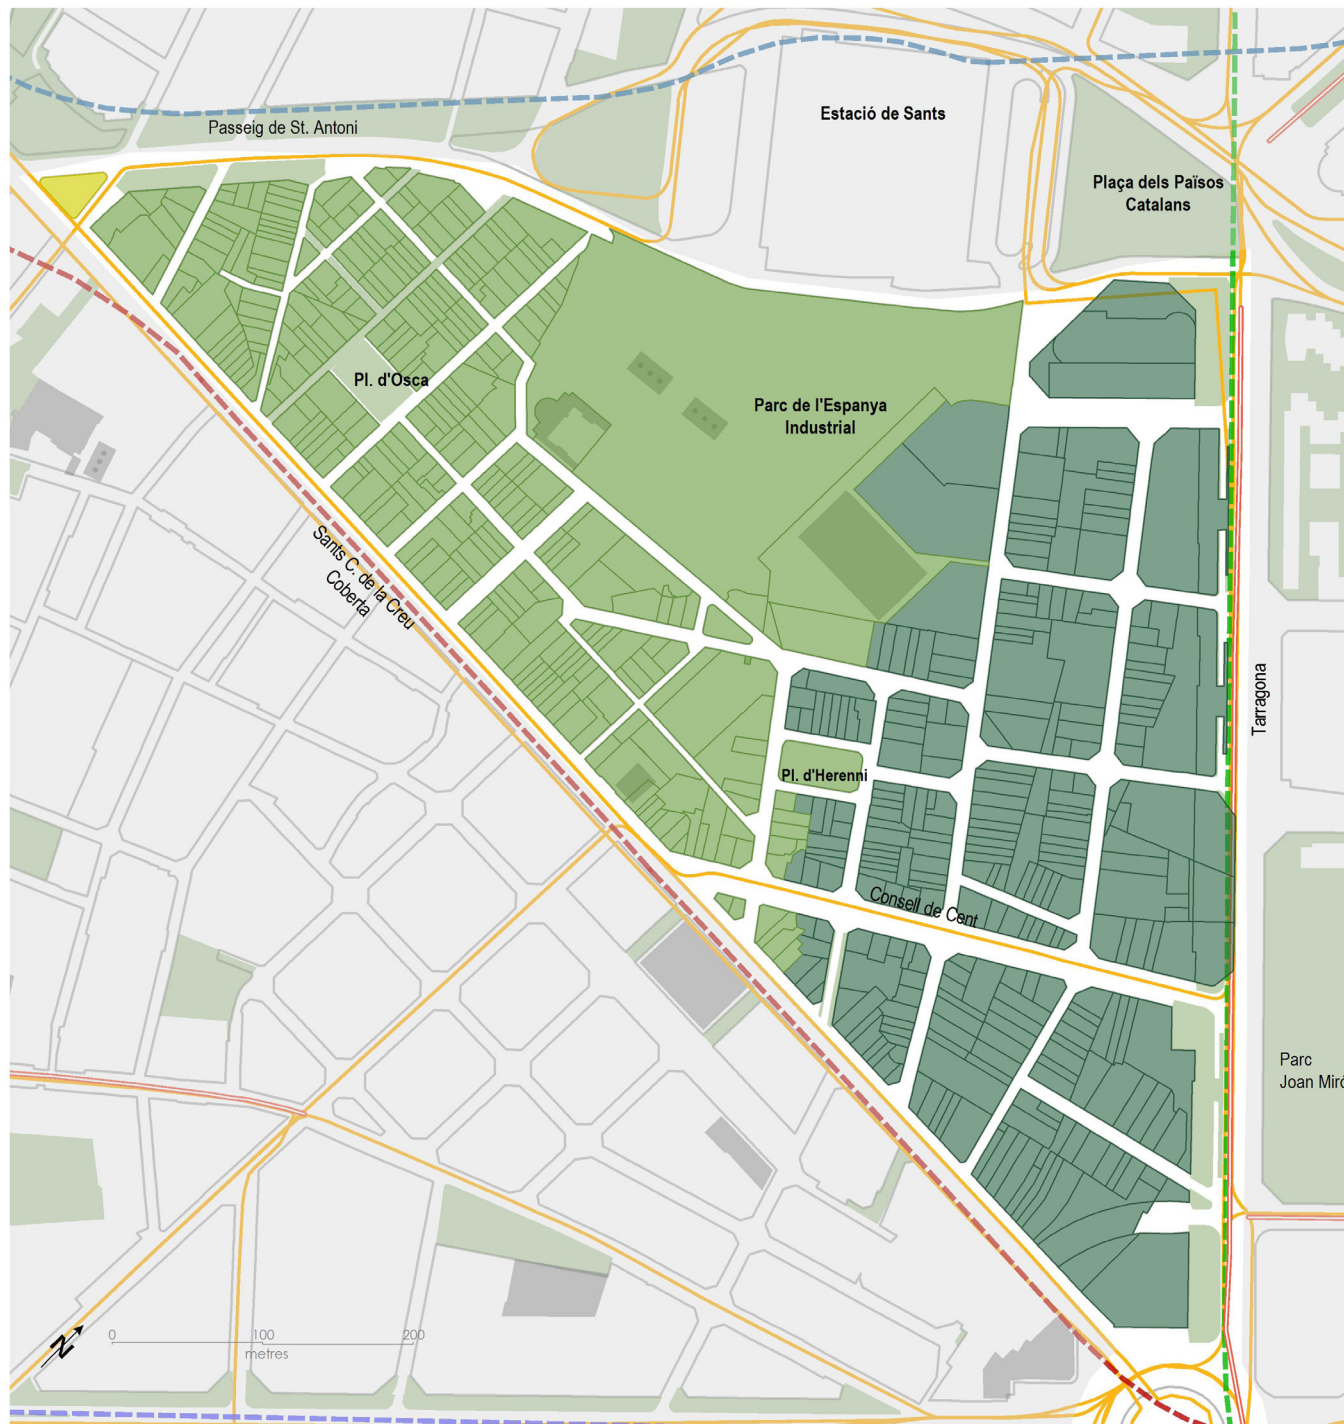 Estació de Sants
Passeig de St. Antoni
Plaça dels Països
Catalans
Pl. d'Osca
Parc de l'Espanya
Industrial
Sants C. de la Creu
Coberta
Tarragona
Pl. d'Herenni
Consell de Cent
Parc
Joan Miró
N
0 100 200
metres